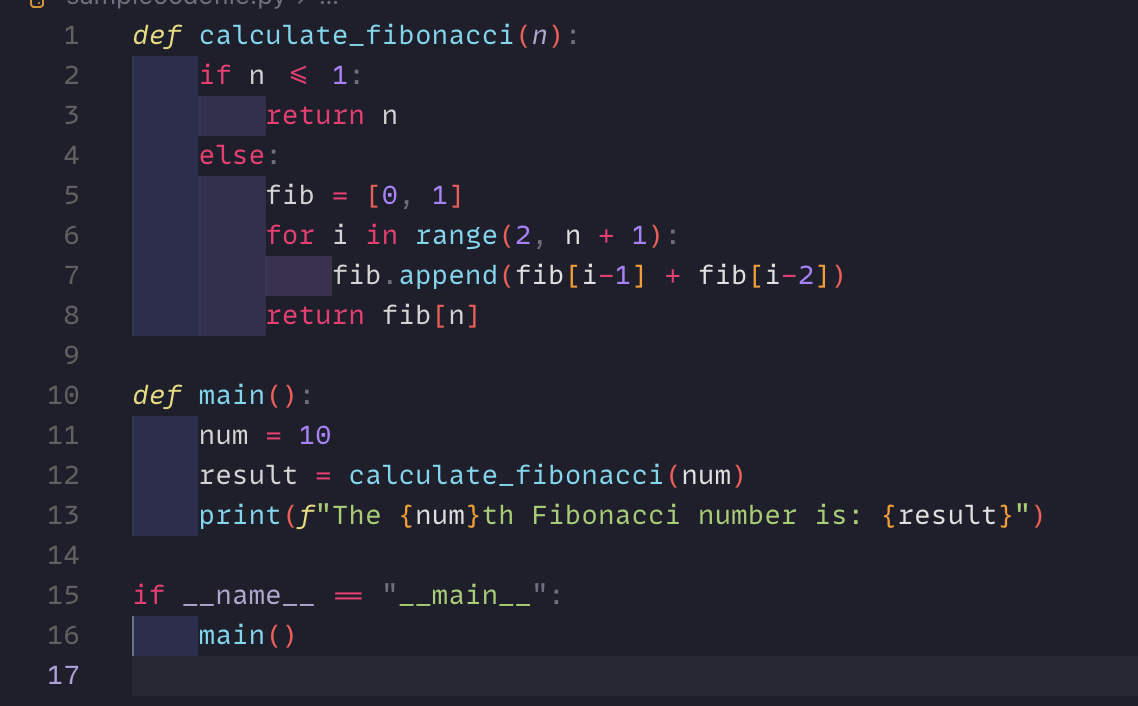 1 def calculate_fibonacci(n):
2     if n <= 1:
3         return n
4     else:
5         fib = [0, 1]
6         for i in range(2, n + 1):
7             fib.append(fib[i-1] + fib[i-2])
8         return fib[n]
9
10 def main():
11     num = 10
12     result = calculate_fibonacci(num)
13     print(f"The {num}th Fibonacci number is: {result}")
14
15 if __name__ == "__main__":
16     main()
17